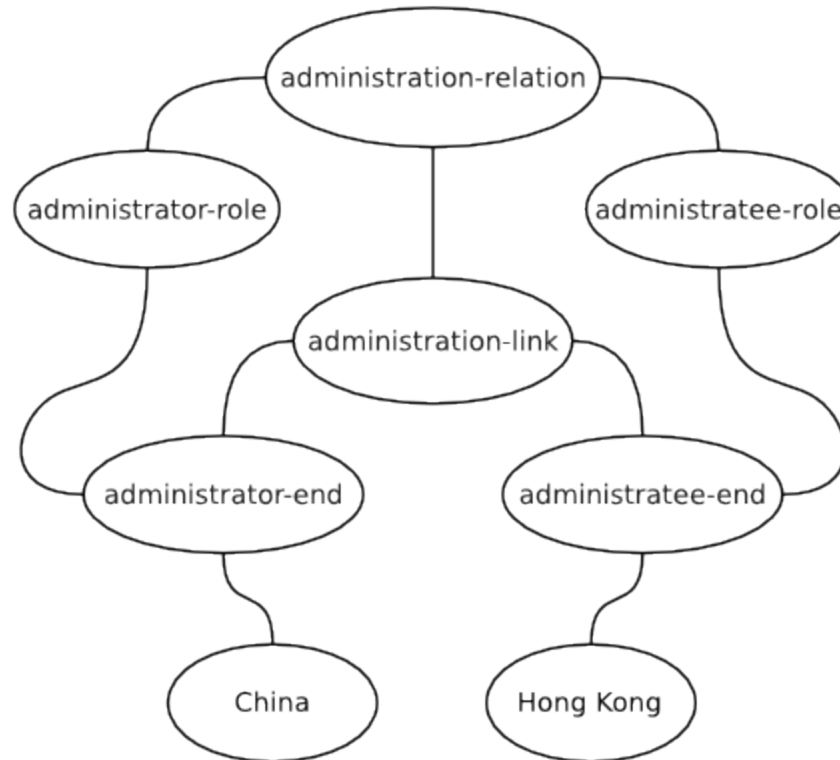 administration-relation
administrator-role
administratee-role
administration-link
administrator-end
administratee-end
China
Hong Kong